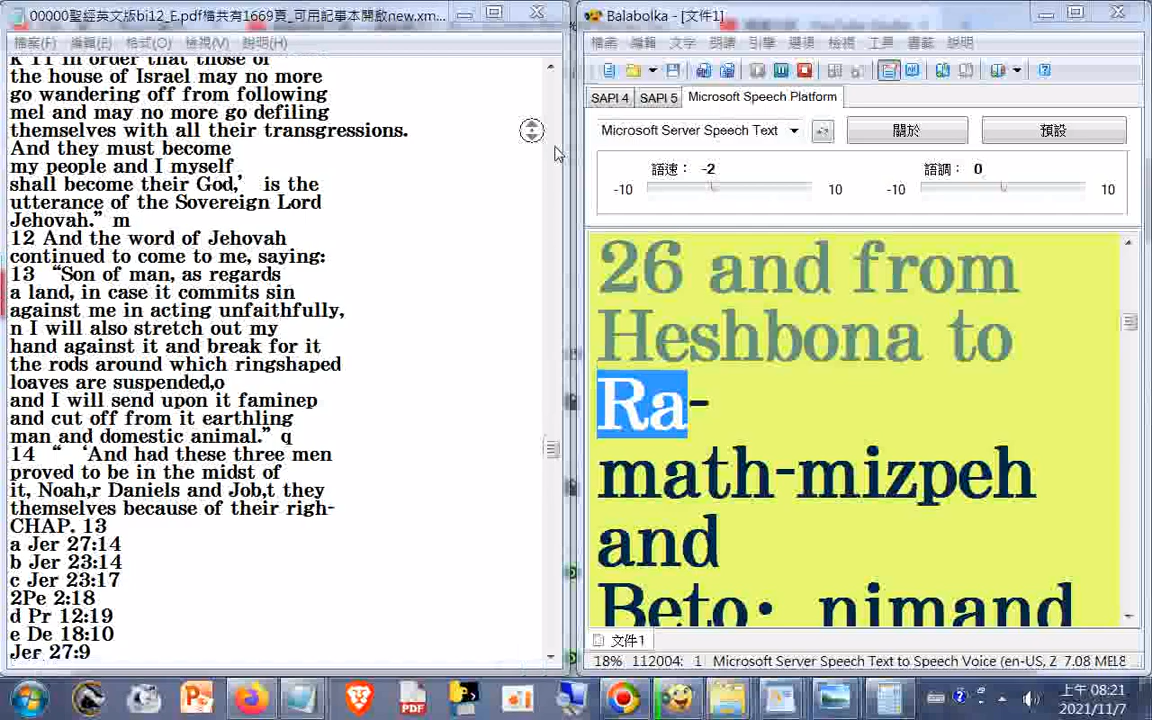 00000聖經英文版bi12_E.pdf檔共有1669頁_可用記事本開啟new.xm...
檔案(F) 編輯(E) 格式(O) 檢視(V) 說明(H)
k 11 in order that those of
the house of Israel may no more
go wandering off from following
mel and may no more go defiling
themselves with all their transgressions.
And they must become
my people and I myself
shall become their God,’ is the
utterance of the Sovereign Lord
Jehovah.” m
12 And the word of Jehovah
continued to come to me, saying:
13 “Son of man, as regards
a land, in case it commits sin
against me in acting unfaithfully,
n I will also stretch out my
hand against it and break for it
the rods around which ringshaped
loaves are suspended,o
and I will send upon it faminep
and cut off from it earthling
man and domestic animal.” q
14 “ ‘And had these three men
proved to be in the midst of
it, Noah,r Daniels and Job,t they
themselves because of their righ-
CHAP. 13
a Jer 27:14
b Jer 23:14
c Jer 23:17
2Pe 2:18
d Pr 12:19
e De 18:10
Jer 27:9
Balabolka - [文件1]
檔案 編輯 文字 朗讀 引擎 選項 檢視 工具 書籤 說明
SAPI 4 SAPI 5 Microsoft Speech Platform
Microsoft Server Speech Text 關於 預設
語速： -2 語調： 0
-10 10 -10 10
26 and from
Heshbona to
Ra-
math-mizpeh
and
Beto· nimand
文件1
18% 112004: 1 Microsoft Server Speech Text to Speech Voice (en-US, Z 7.08 MEL8
PDF
上午 08:21
2021/11/7